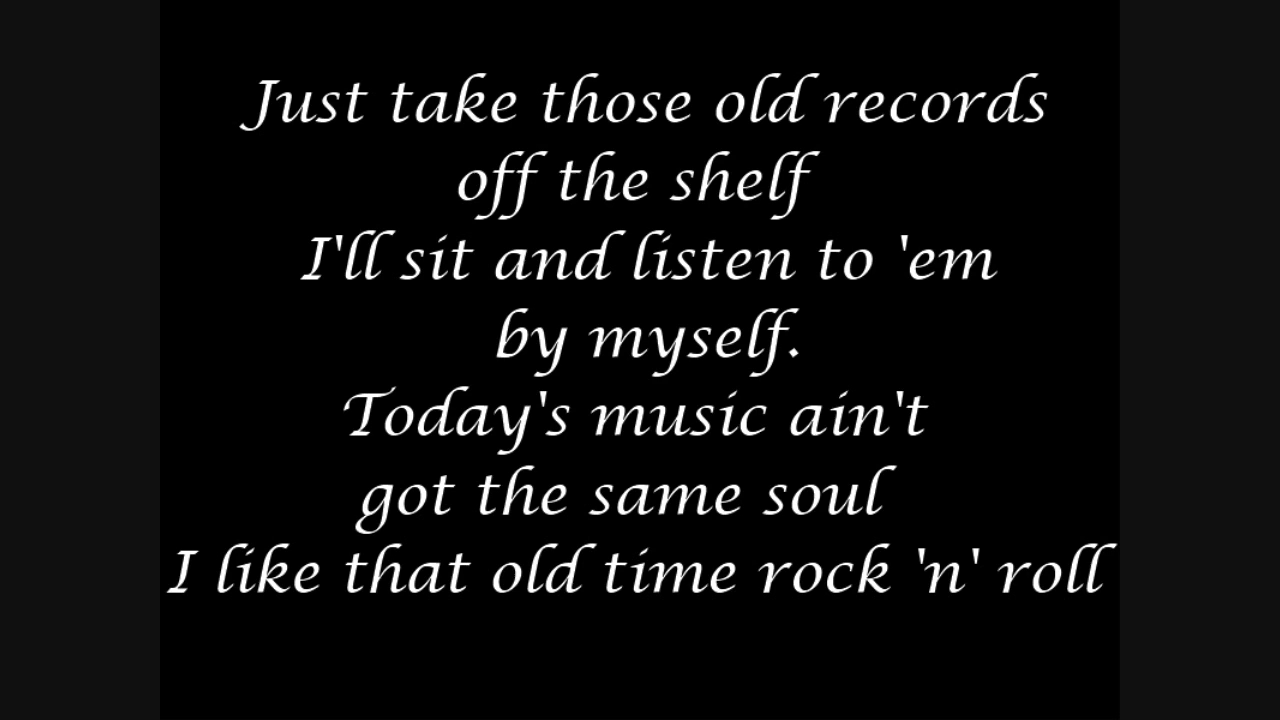 Just take those old records
off the shelf
I'll sit and listen to 'em
by myself.
Today's music ain't
got the same soul
I like that old time rock 'n' roll